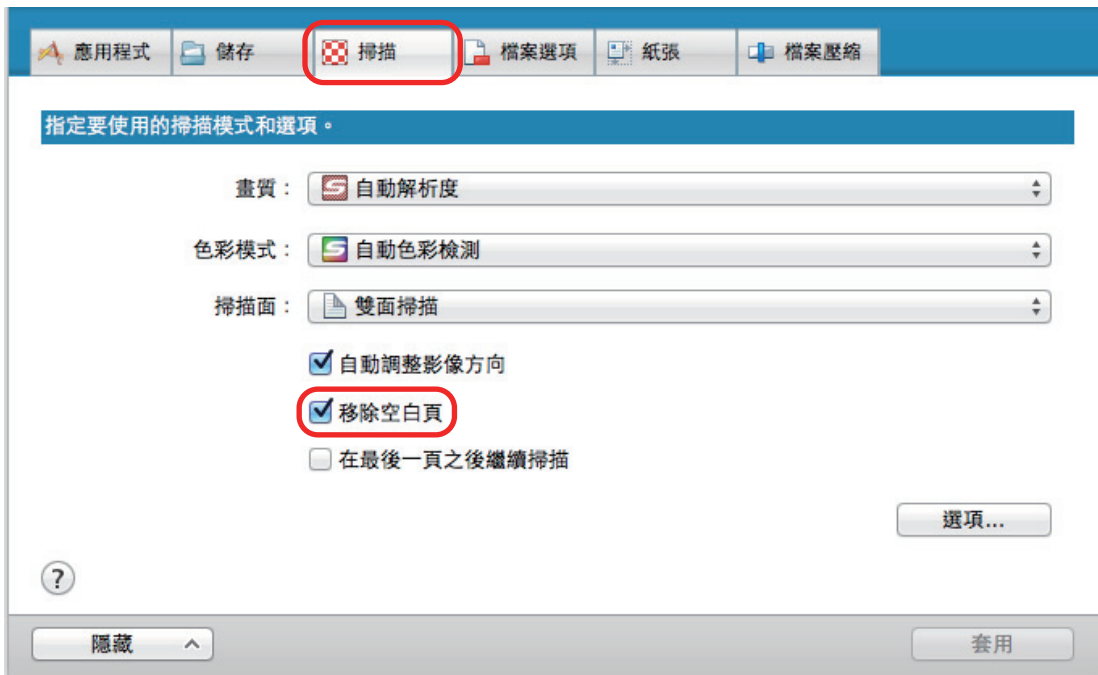 應用程式 儲存 掃描 檔案選項 紙張 檔案壓縮
指定要使用的掃描模式和選項。
畫質： 自動解析度
色彩模式： 自動色彩檢測
掃描面： 雙面掃描
自動調整影像方向
移除空白頁
在最後一頁之後繼續掃描
選項...
?
隱藏 套用